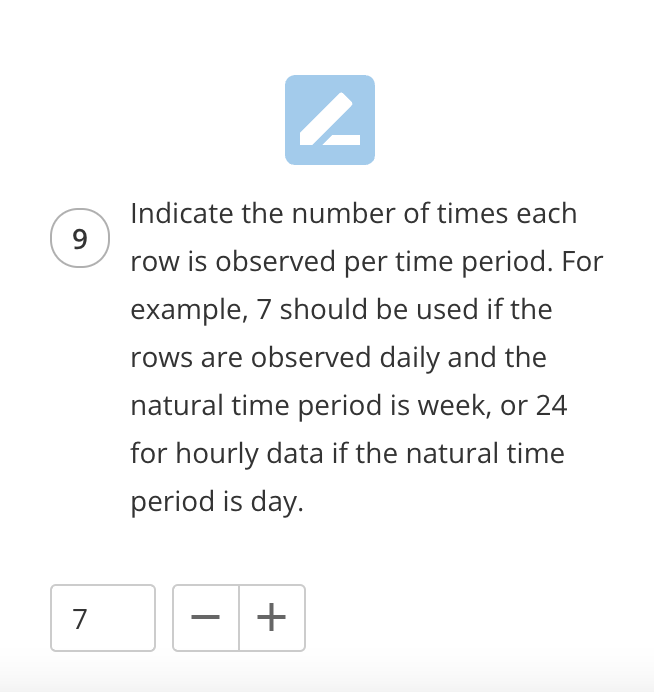 9
Indicate the number of times each
row is observed per time period. For
example, 7 should be used if the
rows are observed daily and the
natural time period is week, or 24
for hourly data if the natural time
period is day.
7